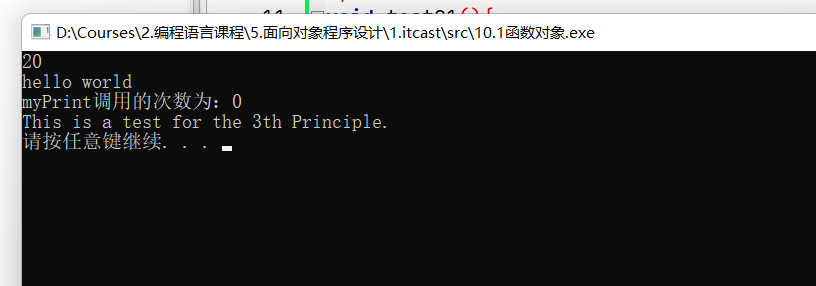 void test01(){
D:\Courses\2.编程语言课程\5.面向对象程序设计\1.itcast\src\10.1函数对象.exe
20
hello world
myPrint调用的次数为：0
This is a test for the 3th Principle.
请按任意键继续. . .